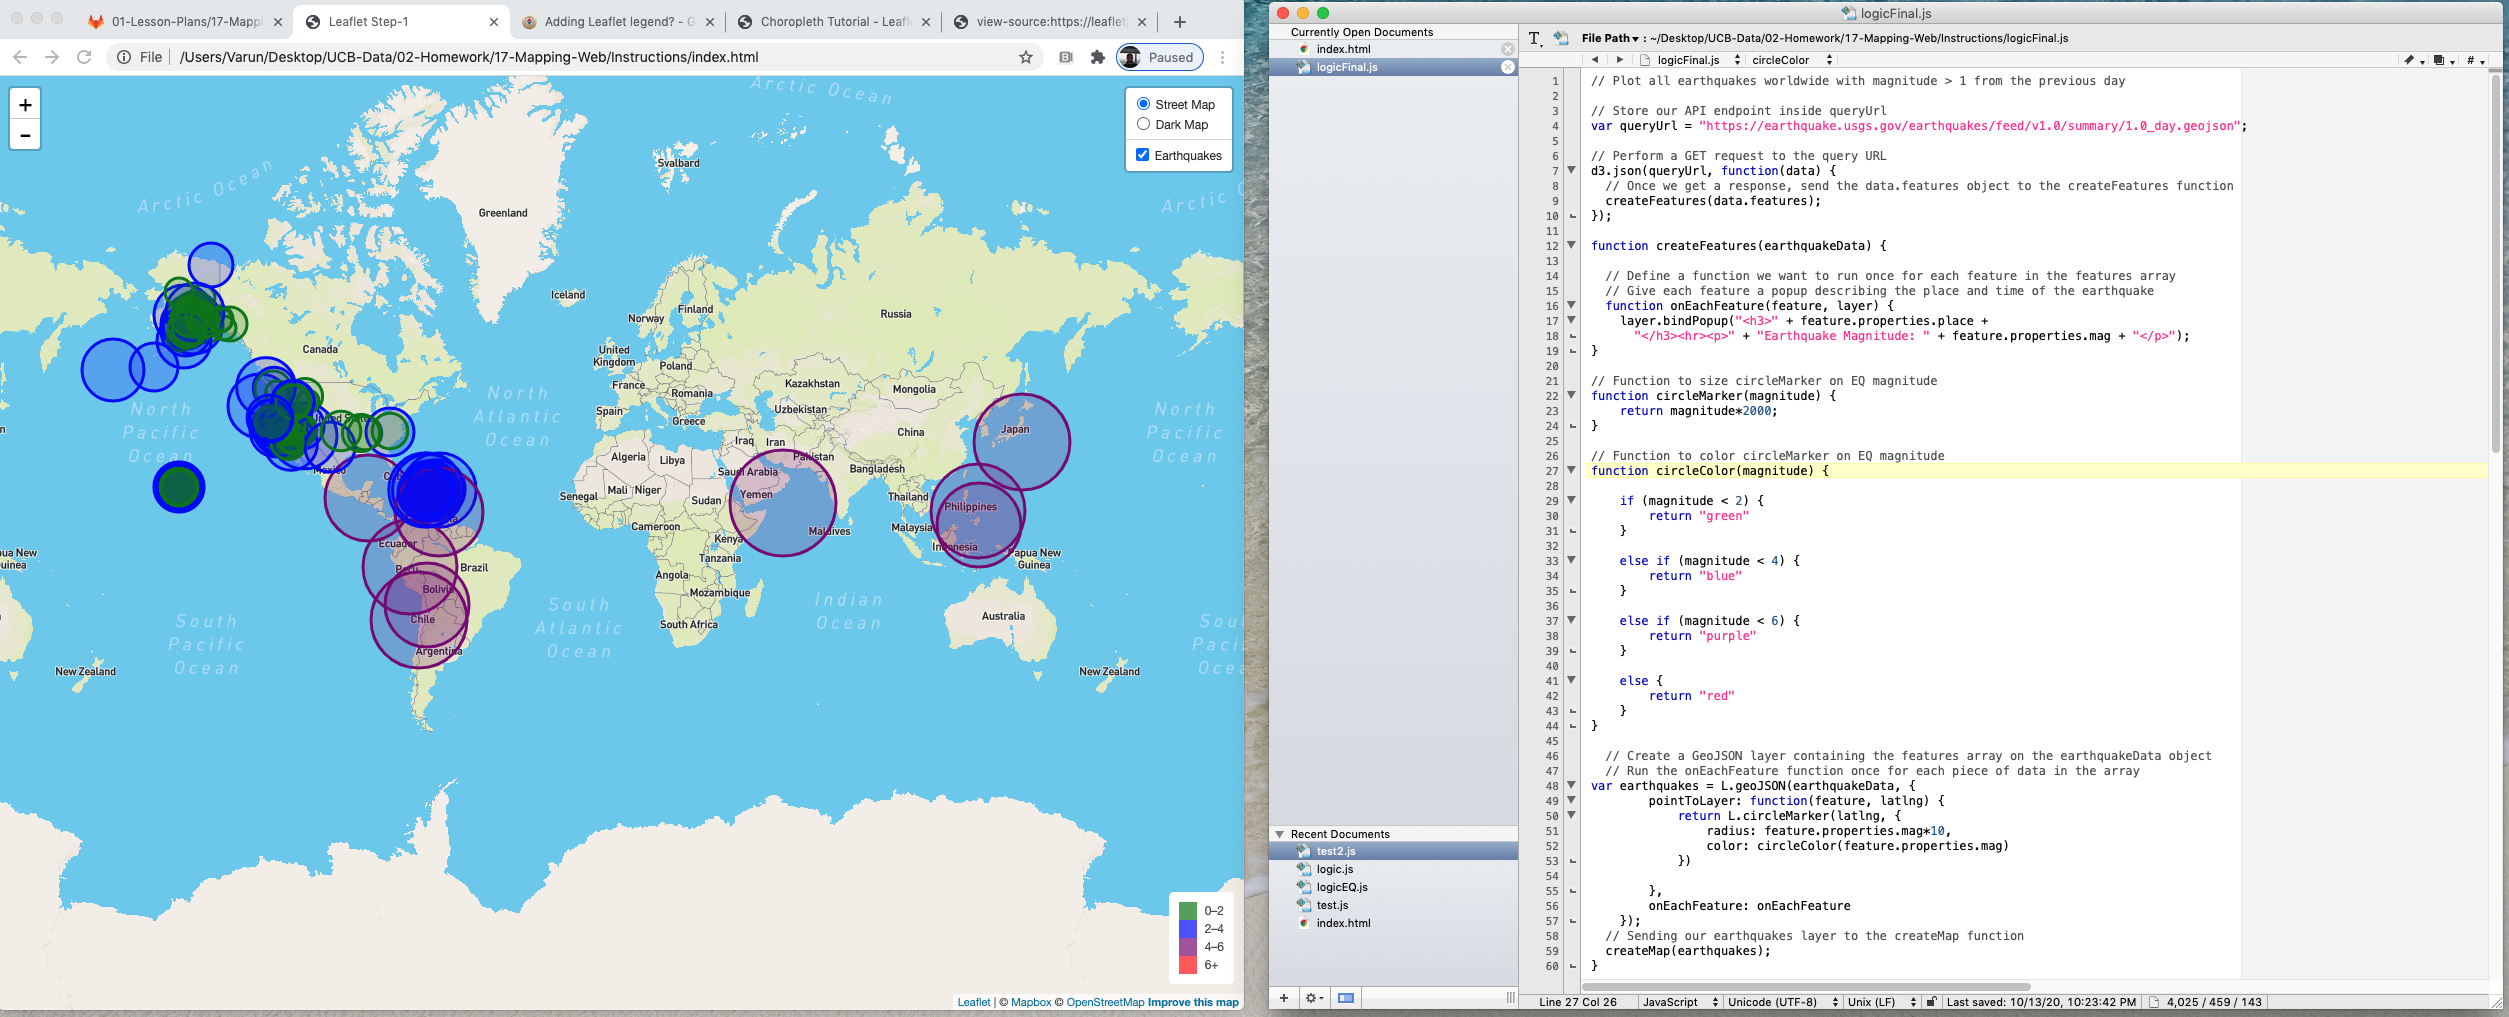 01-Lesson-Plans/17-Mappi
Leaflet Step-1
Adding Leaflet legend? - G
Choropleth Tutorial - Leafl
view-source:https://leafletj
File
/Users/Varun/Desktop/UCB-Data/02-Homework/17-Mapping-Web/Instructions/index.html
Paused
+
−
Street Map
Dark Map
Earthquakes
Arctic Ocean
Arctic Ocean
Arctic
Svalbard
Greenland
Iceland
Finland
Norway
Russia
Canada
United
Kingdom
Poland
France
Romania
Spain
Greece
Kazakhstan
Mongolia
Uzbekistan
China
Japan
Iraq
Iran
Pakistan
Algeria
Libya
Saudi Arabia
Bangladesh
North
Pacific
Ocean
North
Atlantic
Ocean
North
Pacific
Ocean
Mexico
Senegal
Mali
Niger
Sudan
Yemen
Thailand
Philippines
Cameroon
Maldives
Malaysia
Kenya
Indonesia
Ecuador
Papua New
Guinea
Tanzania
Brazil
Angola
Bolivia
Mozambique
Chile
South Africa
Argentina
Australia
South
Pacific
Ocean
South
Atlantic
Ocean
Indian
Ocean
New Zealand
New Zealand
0–2
2–4
4–6
6+
Leaflet | © Mapbox © OpenStreetMap Improve this map
logicFinal.js
Currently Open Documents
index.html
logicFinal.js
Recent Documents
test2.js
logic.js
logicEQ.js
test.js
index.html
File Path ▾ : ~/Desktop/UCB-Data/02-Homework/17-Mapping-Web/Instructions/logicFinal.js
logicFinal.js
circleColor
1 // Plot all earthquakes worldwide with magnitude > 1 from the previous day
2
3 // Store our API endpoint inside queryUrl
4 var queryUrl = "https://earthquake.usgs.gov/earthquakes/feed/v1.0/summary/1.0_day.geojson";
5
6 // Perform a GET request to the query URL
7 d3.json(queryUrl, function(data) {
8   // Once we get a response, send the data.features object to the createFeatures function
9   createFeatures(data.features);
10 });
11
12 function createFeatures(earthquakeData) {
13
14   // Define a function we want to run once for each feature in the features array
15   // Give each feature a popup describing the place and time of the earthquake
16   function onEachFeature(feature, layer) {
17     layer.bindPopup("<h3>" + feature.properties.place +
18       "</h3><hr><p>" + "Earthquake Magnitude: " + feature.properties.mag + "</p>");
19 }
20
21 // Function to size circleMarker on EQ magnitude
22 function circleMarker(magnitude) {
23     return magnitude*2000;
24 }
25
26 // Function to color circleMarker on EQ magnitude
27 function circleColor(magnitude) {
28
29     if (magnitude < 2) {
30         return "green"
31     }
32
33     else if (magnitude < 4) {
34         return "blue"
35     }
36
37     else if (magnitude < 6) {
38         return "purple"
39     }
40
41     else {
42         return "red"
43     }
44 }
45
46   // Create a GeoJSON layer containing the features array on the earthquakeData object
47   // Run the onEachFeature function once for each piece of data in the array
48 var earthquakes = L.geoJSON(earthquakeData, {
49         pointToLayer: function(feature, latlng) {
50             return L.circleMarker(latlng, {
51                 radius: feature.properties.mag*10,
52                 color: circleColor(feature.properties.mag)
53             })
54
55         },
56         onEachFeature: onEachFeature
57     });
58   // Sending our earthquakes layer to the createMap function
59   createMap(earthquakes);
60 }
Line 27 Col 26
JavaScript
Unicode (UTF-8)
Unix (LF)
Last saved: 10/13/20, 10:23:42 PM
4,025 / 459 / 143